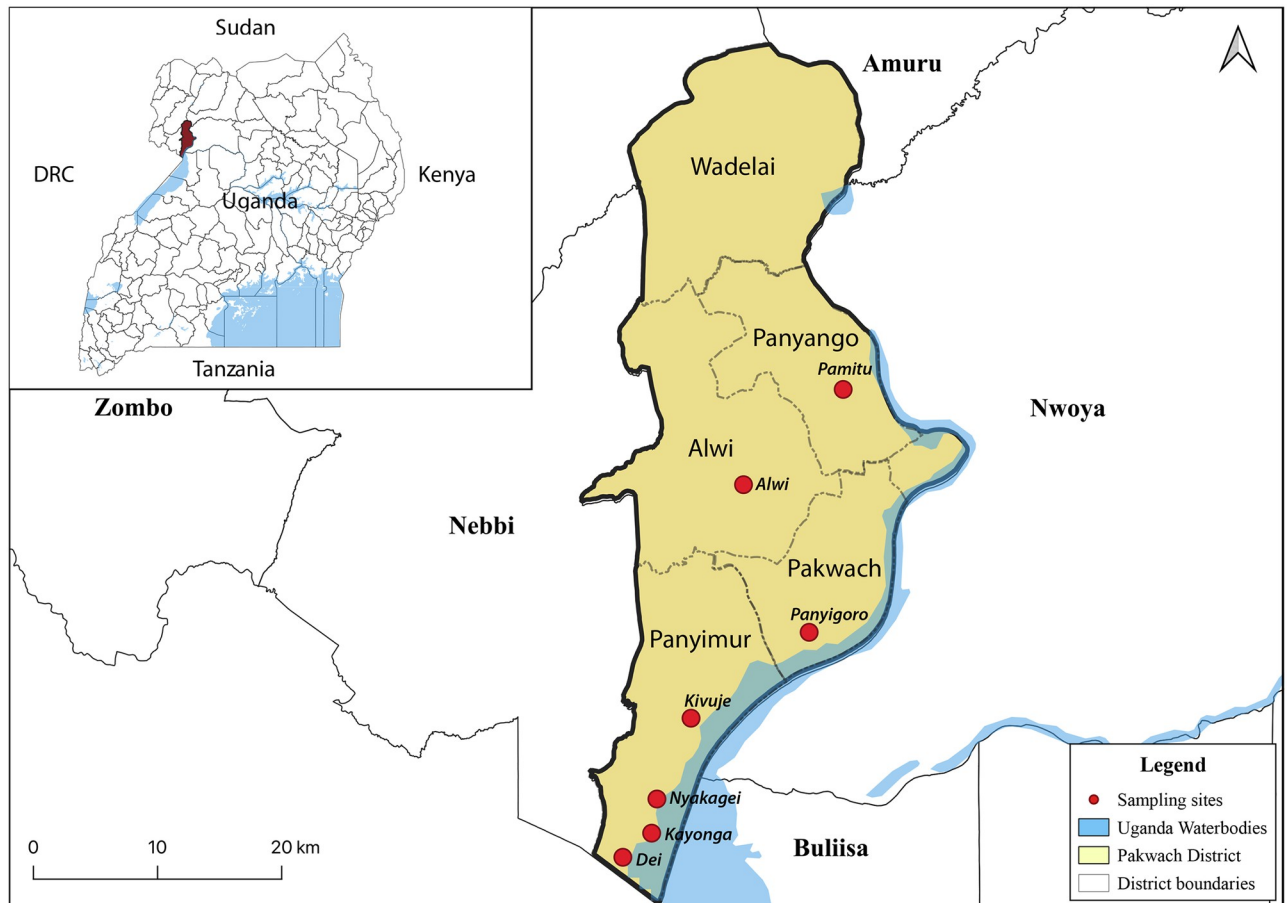 Sudan
DRC
Uganda
Kenya
Tanzania
Amuru
Wadelai
Panyango
Pamitu
Zombo
Nwoya
Alwi
Alwi
Nebbi
Pakwach
Panyigoro
Panyimur
Kivuje
Nyakagei
Kayonga
Dei
Buliisa
0 10 20 km
Legend
Sampling sites
Uganda Waterbodies
Pakwach District
District boundaries